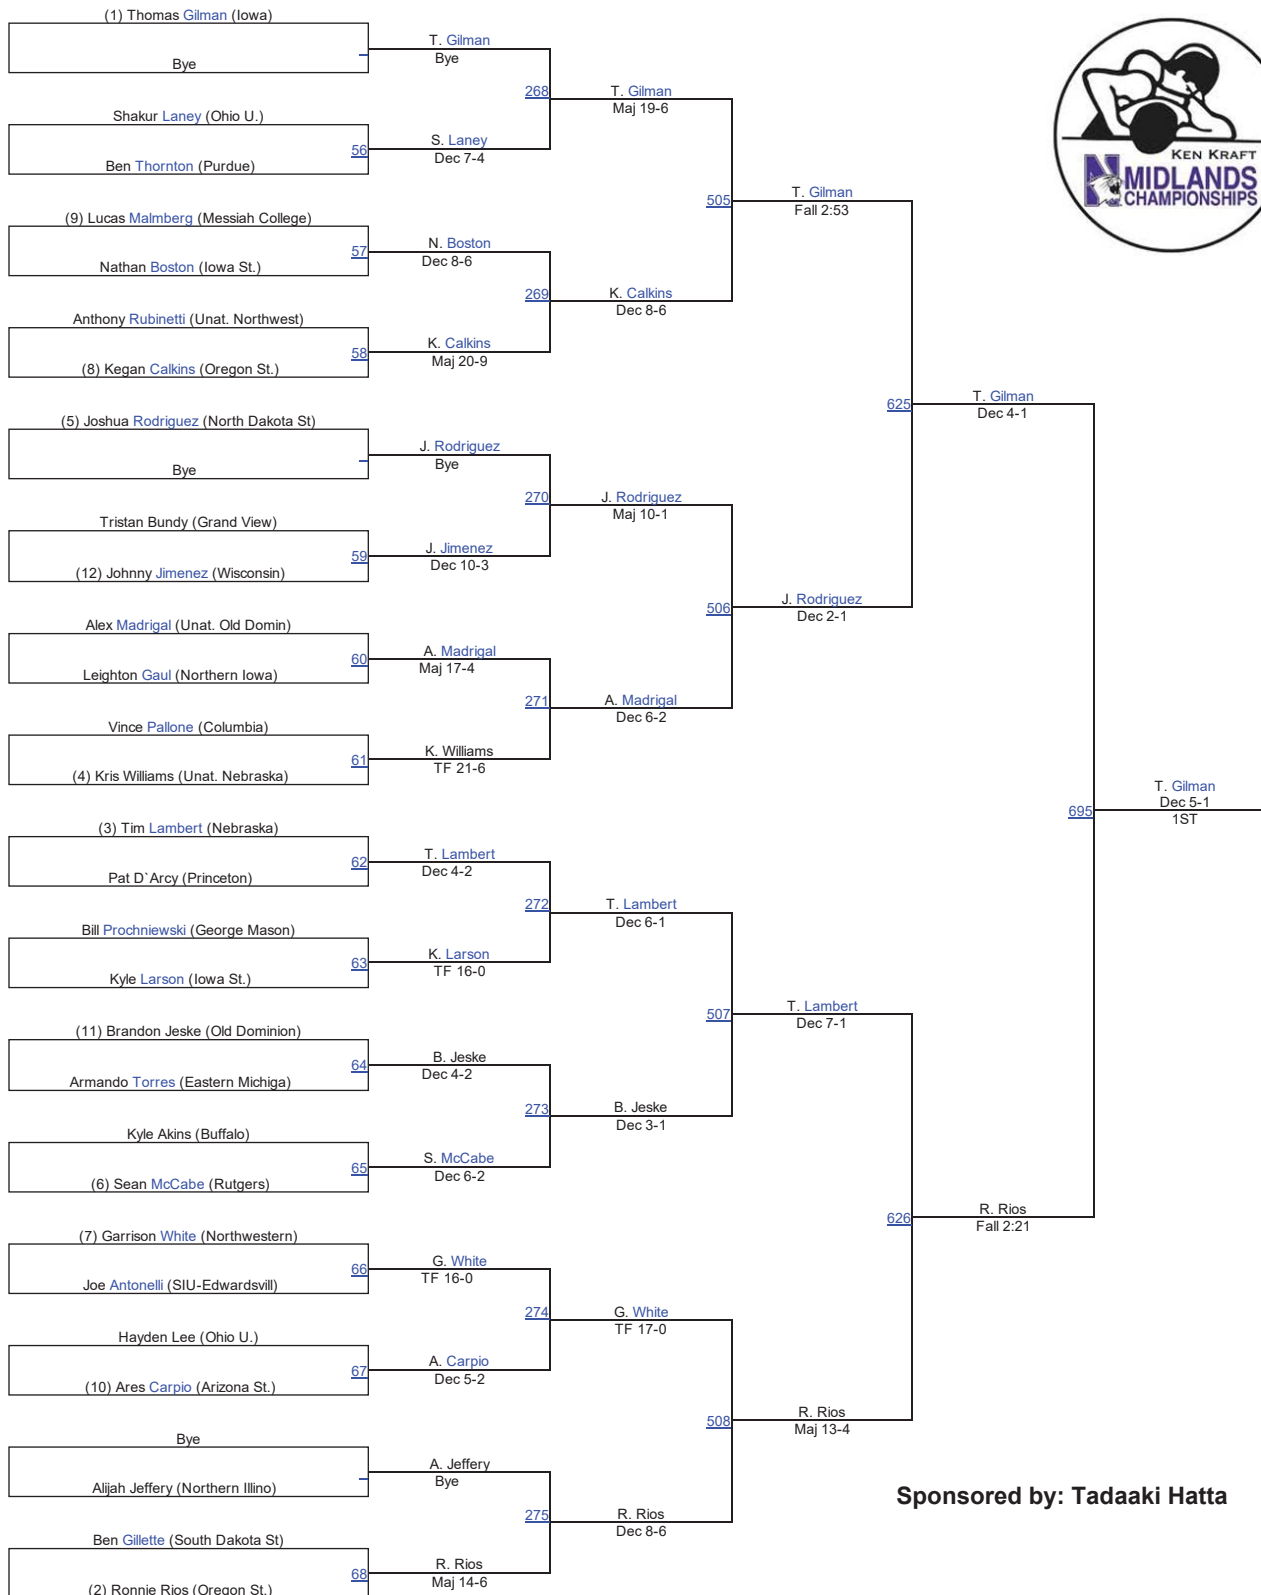 (1) Thomas Gilman (Iowa)
Bye
Shakur Laney (Ohio U.)
56
Ben Thornton (Purdue)
(9) Lucas Malmberg (Messiah College)
57
Nathan Boston (Iowa St.)
Anthony Rubinetti (Unat. Northwest)
58
(8) Kegan Calkins (Oregon St.)
(5) Joshua Rodriguez (North Dakota St)
Bye
Tristan Bundy (Grand View)
59
(12) Johnny Jimenez (Wisconsin)
Alex Madrigal (Unat. Old Domin)
60
Leighton Gaul (Northern Iowa)
Vince Pallone (Columbia)
61
(4) Kris Williams (Unat. Nebraska)
(3) Tim Lambert (Nebraska)
62
Pat D`Arcy (Princeton)
Bill Prochniewski (George Mason)
63
Kyle Larson (Iowa St.)
(11) Brandon Jeske (Old Dominion)
64
Armando Torres (Eastern Michiga)
Kyle Akins (Buffalo)
65
(6) Sean McCabe (Rutgers)
(7) Garrison White (Northwestern)
66
Joe Antonelli (SIU-Edwardsvill)
Hayden Lee (Ohio U.)
67
(10) Ares Carpio (Arizona St.)
Bye
Alijah Jeffery (Northern Illino)
Ben Gillette (South Dakota St)
68
(2) Ronnie Rios (Oregon St.)
T. Gilman
Bye
268
S. Laney
Dec 7-4
N. Boston
Dec 8-6
269
K. Calkins
Maj 20-9
J. Rodriguez
Bye
270
J. Jimenez
Dec 10-3
A. Madrigal
Maj 17-4
271
K. Williams
TF 21-6
T. Lambert
Dec 4-2
272
K. Larson
TF 16-0
B. Jeske
Dec 4-2
273
S. McCabe
Dec 6-2
G. White
TF 16-0
274
A. Carpio
Dec 5-2
A. Jeffery
Bye
275
R. Rios
Maj 14-6
T. Gilman
Maj 19-6
505
K. Calkins
Dec 8-6
J. Rodriguez
Maj 10-1
506
A. Madrigal
Dec 6-2
T. Lambert
Dec 6-1
507
B. Jeske
Dec 3-1
G. White
TF 17-0
508
R. Rios
Dec 8-6
T. Gilman
Fall 2:53
625
J. Rodriguez
Dec 2-1
T. Lambert
Dec 7-1
626
R. Rios
Maj 13-4
T. Gilman
Dec 4-1
695
R. Rios
Fall 2:21
T. Gilman
Dec 5-1
1ST
KEN KRAFT
N MIDLANDS
CHAMPIONSHIPS
Sponsored by: Tadaaki Hatta